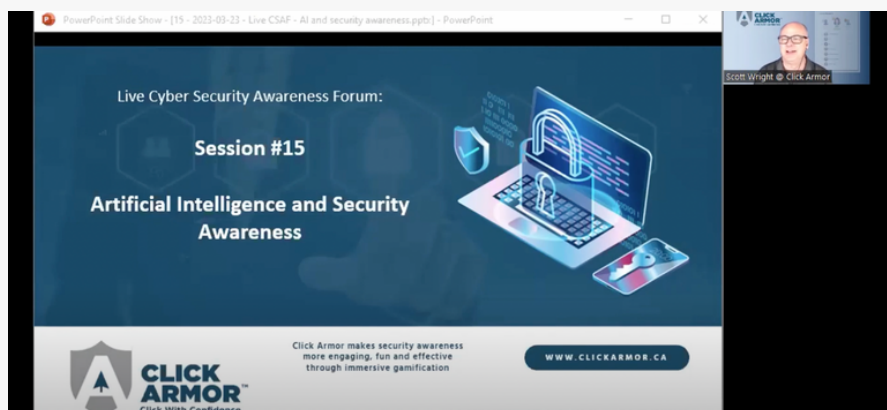 PowerPoint Slide Show - [15 - 2023-03-23 - Live CSAF - AI and security awareness.pptx] - PowerPoint
CLICK
ARMOR
Scott Wright @ Click Armor
Live Cyber Security Awareness Forum:
Session #15
Artificial Intelligence and Security
Awareness
CLICK
ARMOR™
Click With Confidence
Click Armor makes security awareness
more engaging, fun and effective
through immersive gamification
WWW.CLICKARMOR.CA